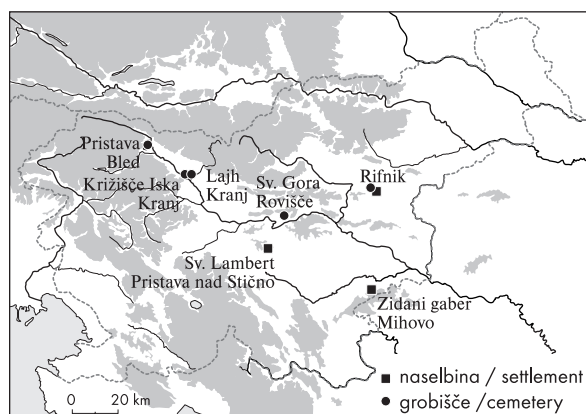 Pristava
Bled
Križišče Iska
Kranj
Lajh
Kranj
Sv. Gora
Rovišče
Rifnik
Sv. Lambert
Pristava nad Stično
Zidani gaber
Mihovo
naselbina / settlement
grobišče /cemetery
0 20 km